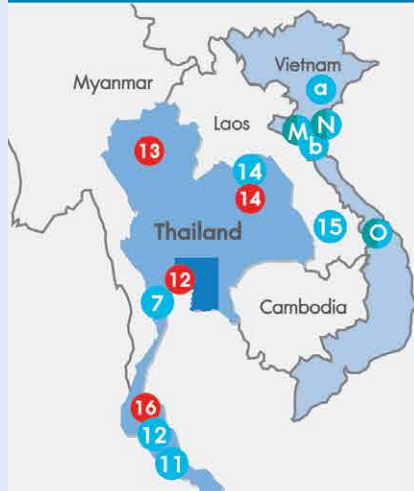 Vietnam
a
Myanmar
Laos
M
N
b
13
14
14
Thailand
15
O
12
7
Cambodia
16
12
11